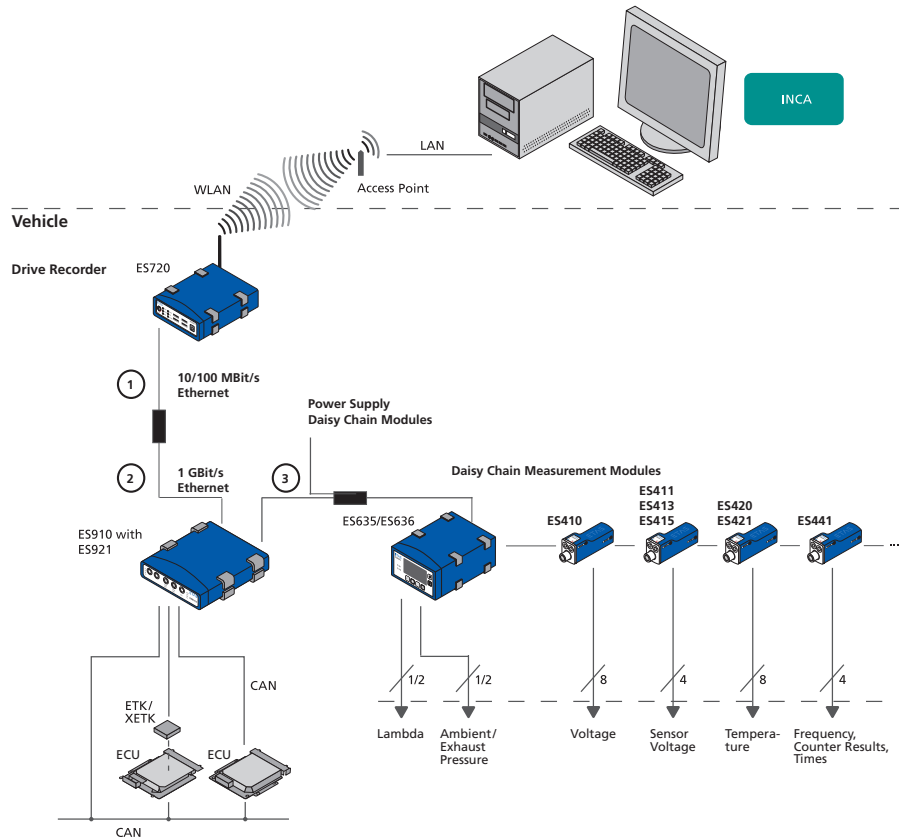 INCA
LAN
Access Point
WLAN
Vehicle
Drive Recorder
ES720
1
10/100 MBit/s
Ethernet
Power Supply
Daisy Chain Modules
2
1 GBit/s
Ethernet
3
Daisy Chain Measurement Modules
ES910 with
ES921
ES635/ES636
ES410
ES411
ES413
ES415
ES420
ES421
ES441
...
1/2
1/2
8
4
8
4
CAN
ETK/
XETK
ECU
ECU
CAN
Lambda
Ambient/
Exhaust
Pressure
Voltage
Sensor
Voltage
Tempera-
ture
Frequency,
Counter Results,
Times